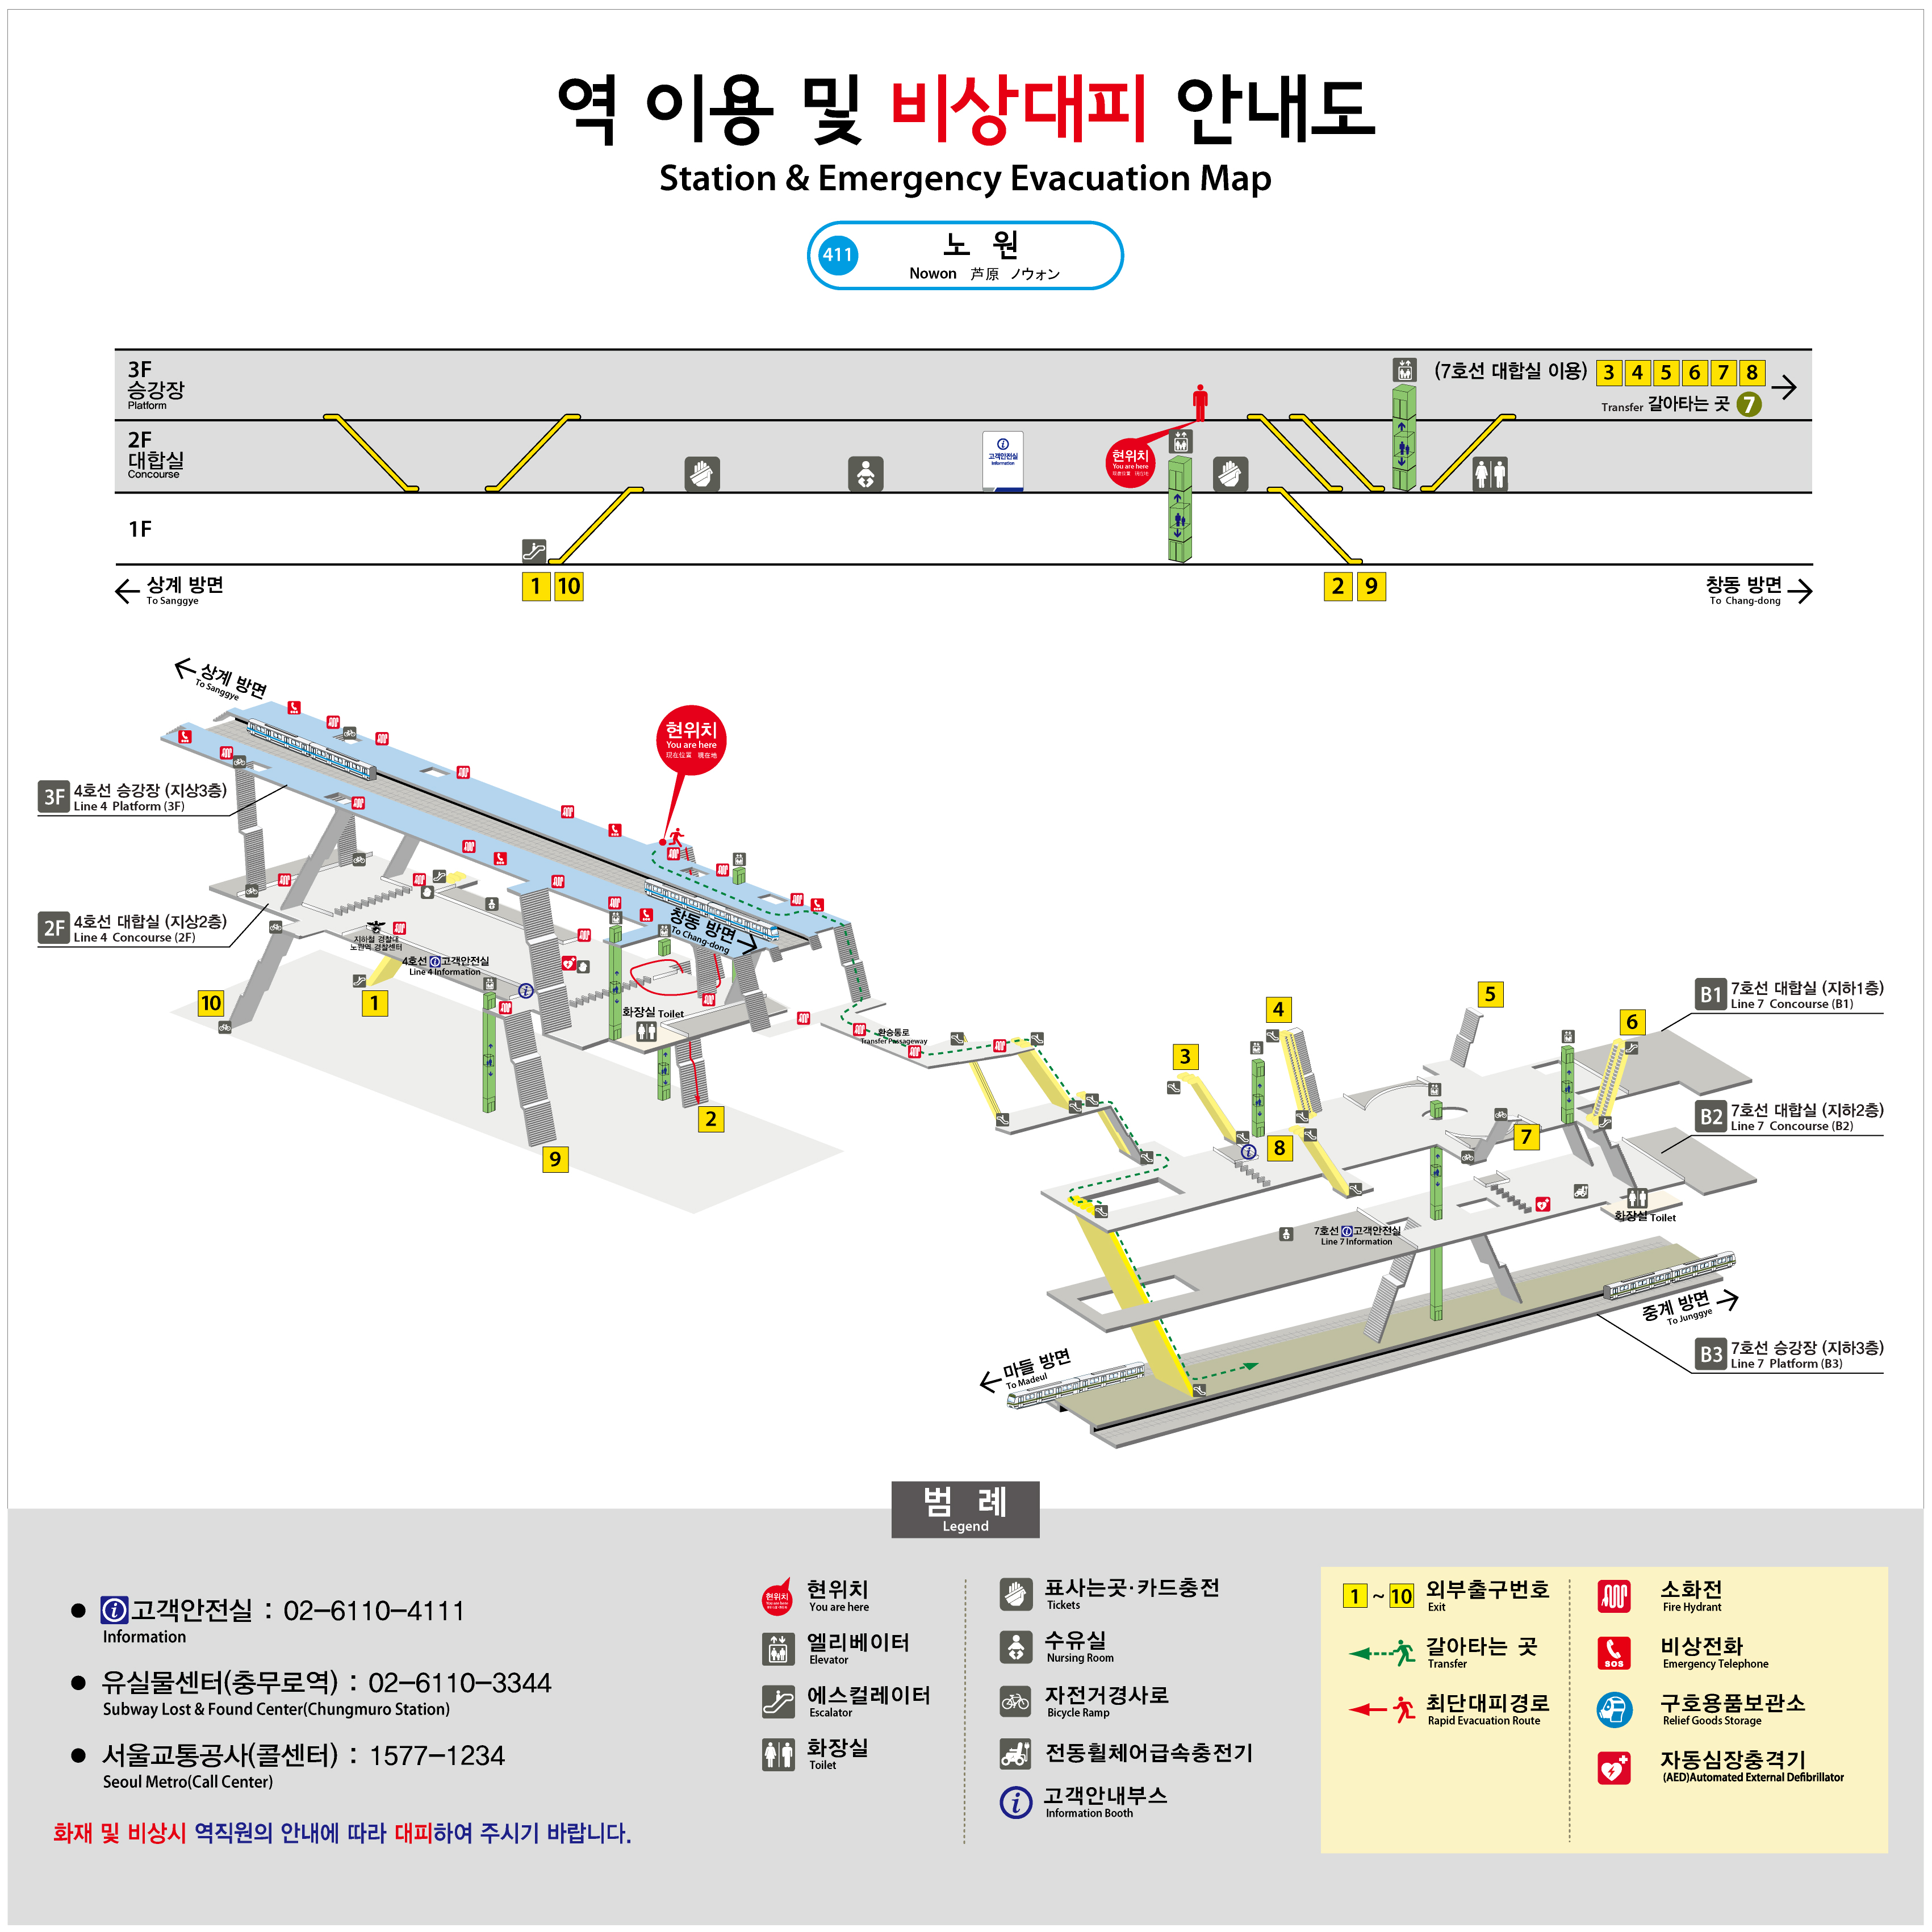 역 이용 및 비상대피 안내도
Station & Emergency Evacuation Map
411
노 원
Nowon 芦原 ノウォン
3F
승강장
Platform
(7호선 대합실 이용) 3 4 5 6 7 8
Transfer 갈아타는 곳 7
2F
대합실
Concourse
고객안전실
Information
현위치
You are here
1F
1 10
2 9
상계 방면
To Sanggye
창동 방면
To Chang-dong
상계 방면
To Sanggye
현위치
You are here
现在位置 現在地
3F 4호선 승강장 (지상3층)
Line 4 Platform (3F)
2F 4호선 대합실 (지상2층)
Line 4 Concourse (2F)
지하철 경찰대
노원역 경찰센터
4호선 고객안전실
Line 4 Information
창동 방면
To Chang-dong
화장실 Toilet
10
1
9
2
환승통로
Transfer Passageway
3
4
5
6
7
8
B1 7호선 대합실 (지하1층)
Line 7 Concourse (B1)
B2 7호선 대합실 (지하2층)
Line 7 Concourse (B2)
화장실 Toilet
7호선 고객안전실
Line 7 Information
중계 방면
To Junggye
마들 방면
To Madeul
B3 7호선 승강장 (지하3층)
Line 7 Platform (B3)
범 례
Legend
고객안전실 : 02-6110-4111
Information
유실물센터(충무로역) : 02-6110-3344
Subway Lost & Found Center(Chungmuro Station)
서울교통공사(콜센터) : 1577-1234
Seoul Metro(Call Center)
화재 및 비상시 역직원의 안내에 따라 대피하여 주시기 바랍니다.
현위치
You are here
엘리베이터
Elevator
에스컬레이터
Escalator
화장실
Toilet
표사는곳·카드충전
Tickets
수유실
Nursing Room
자전거경사로
Bicycle Ramp
전동휠체어급속충전기
고객안내부스
Information Booth
1 ~ 10 외부출구번호
Exit
갈아타는 곳
Transfer
최단대피경로
Rapid Evacuation Route
소화전
Fire Hydrant
SOS
비상전화
Emergency Telephone
구호용품보관소
Relief Goods Storage
자동심장충격기
(AED)Automated External Defibrillator